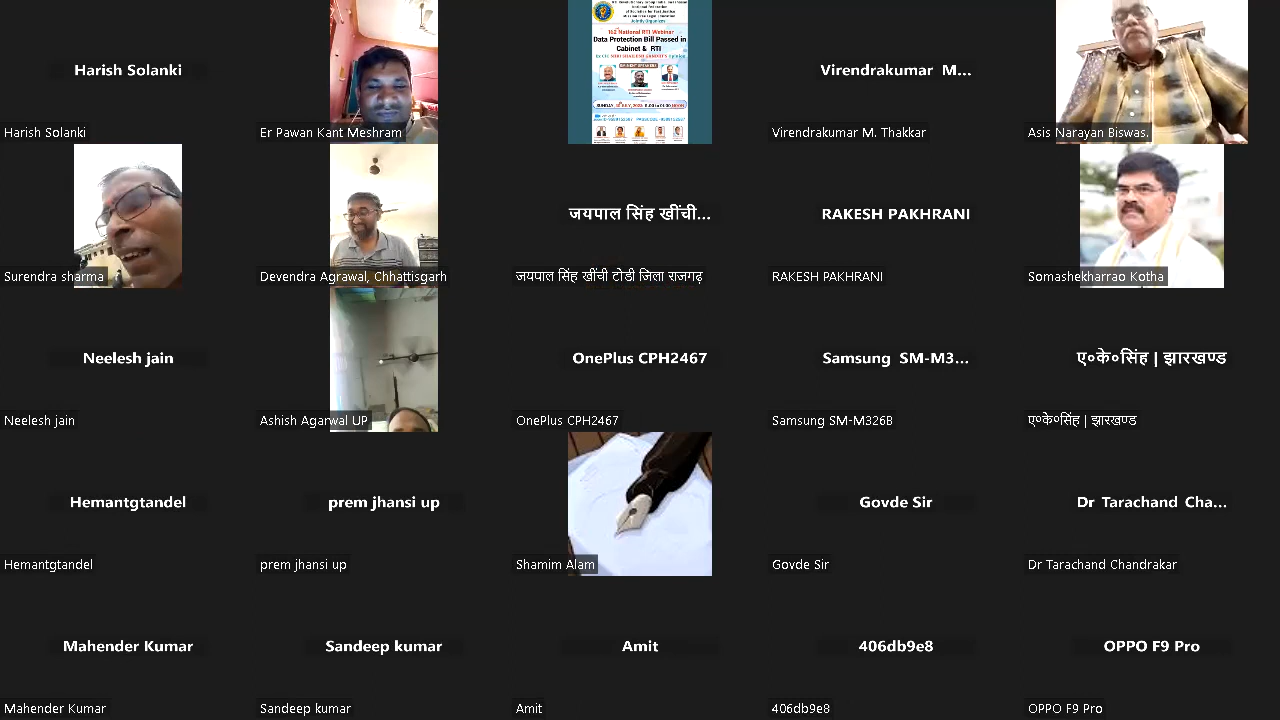 Harish Solanki
Harish Solanki
Er Pawan Kant Meshram
162 National RTI Webinar
Data Protection Bill Passed in
Cabinet & RTI
Virendrakumar M...
Virendrakumar M. Thakkar
Asis Narayan Biswas.
Surendra sharma
Devendra Agrawal, Chhattisgarh
जयपाल सिंह खींची...
जयपाल सिंह खींची टोडी जिला राजगढ़
RAKESH PAKHRANI
RAKESH PAKHRANI
Somashekharrao Kotha
Neelesh jain
Neelesh jain
Ashish Agarwal UP
OnePlus CPH2467
OnePlus CPH2467
Samsung SM-M3...
Samsung SM-M326B
ए०के०सिंह | झारखण्ड
ए०के०सिंह | झारखण्ड
Hemantgtandel
Hemantgtandel
prem jhansi up
prem jhansi up
Shamim Alam
Govde Sir
Govde Sir
Dr Tarachand Cha...
Dr Tarachand Chandrakar
Mahender Kumar
Mahender Kumar
Sandeep kumar
Sandeep kumar
Amit
Amit
406db9e8
406db9e8
OPPO F9 Pro
OPPO F9 Pro